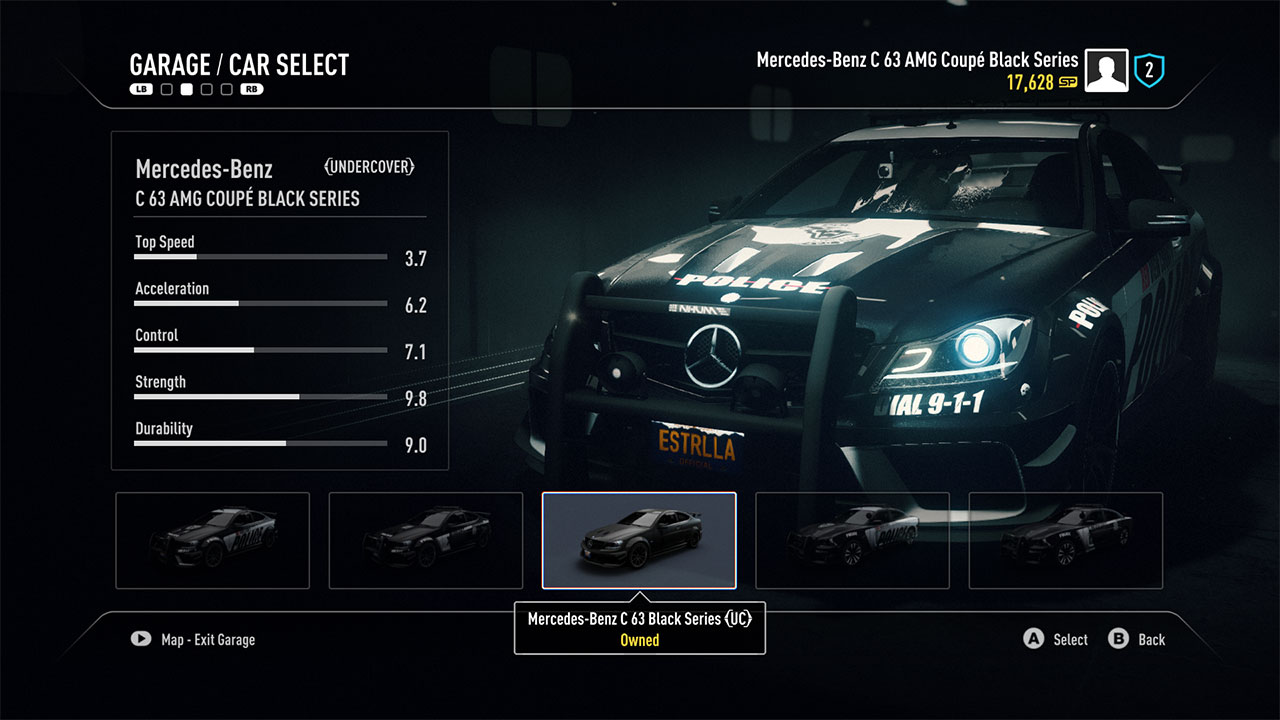 GARAGE / CAR SELECT
LB RB
Mercedes-Benz C 63 AMG Coupé Black Series
17,628 SP
2
Mercedes-Benz {UNDERCOVER}
C 63 AMG COUPÉ BLACK SERIES
Top Speed 3.7
Acceleration 6.2
Control 7.1
Strength 9.8
Durability 9.0
POLICE
DIAL 9-1-1
ESTRLLA
OFFICIAL
Mercedes-Benz C 63 Black Series {UC}
Owned
Map - Exit Garage
A Select B Back